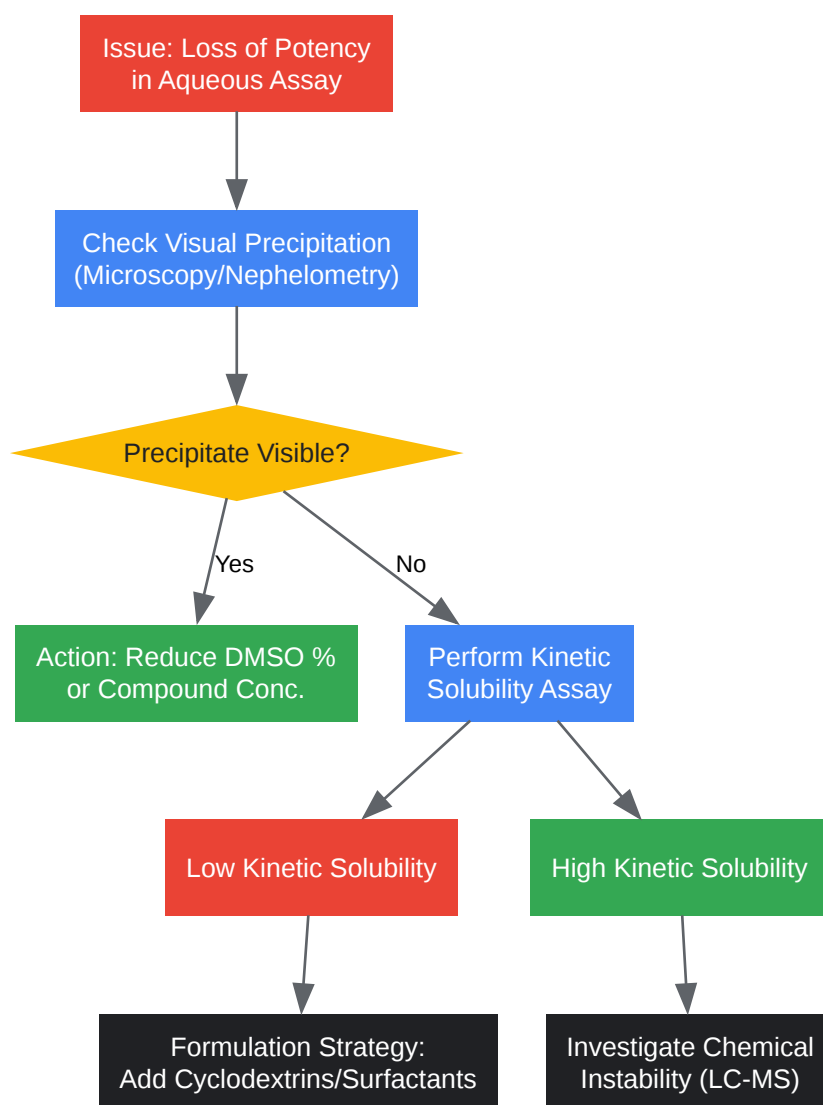 Issue: Loss of Potency
in Aqueous Assay
Check Visual Precipitation
(Microscopy/Nephelometry)
Precipitate Visible?
Yes
No
Action: Reduce DMSO %
or Compound Conc.
Perform Kinetic
Solubility Assay
Low Kinetic Solubility
High Kinetic Solubility
Formulation Strategy:
Add Cyclodextrins/Surfactants
Investigate Chemical
Instability (LC-MS)